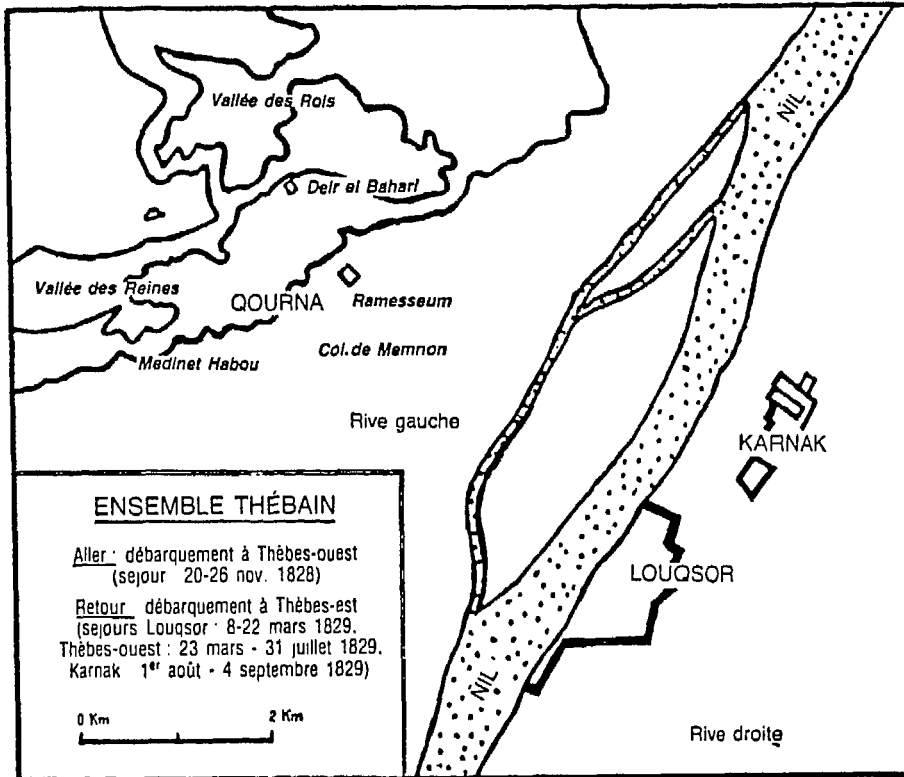 NIL
Vallée des Rois
Deir el Bahari
Vallée des Reines
QOURNA
Ramesseum
Medinet Habou
Col. de Memnon
Rive gauche
KARNAK
LOUQSOR
NIL
Rive droite
ENSEMBLE THÉBAIN
Aller : débarquement à Thèbes-ouest
(sejour 20-26 nov. 1828)
Retour débarquement à Thèbes-est
(sejours Louqsor : 8-22 mars 1829.
Thèbes-ouest : 23 mars - 31 juillet 1829.
Karnak 1er août - 4 septembre 1829)
0 Km 2 Km